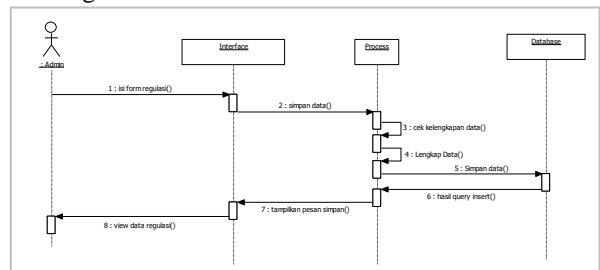 Interface
Process
Database
: Admin
1 : isi form regulasi()
2 : simpan data()
3 : cek kelengkapan data()
4 : Lengkap Data()
5 : Simpan data()
6 : hasil query insert()
7 : tampilkan pesan simpan()
8 : view data regulasi()